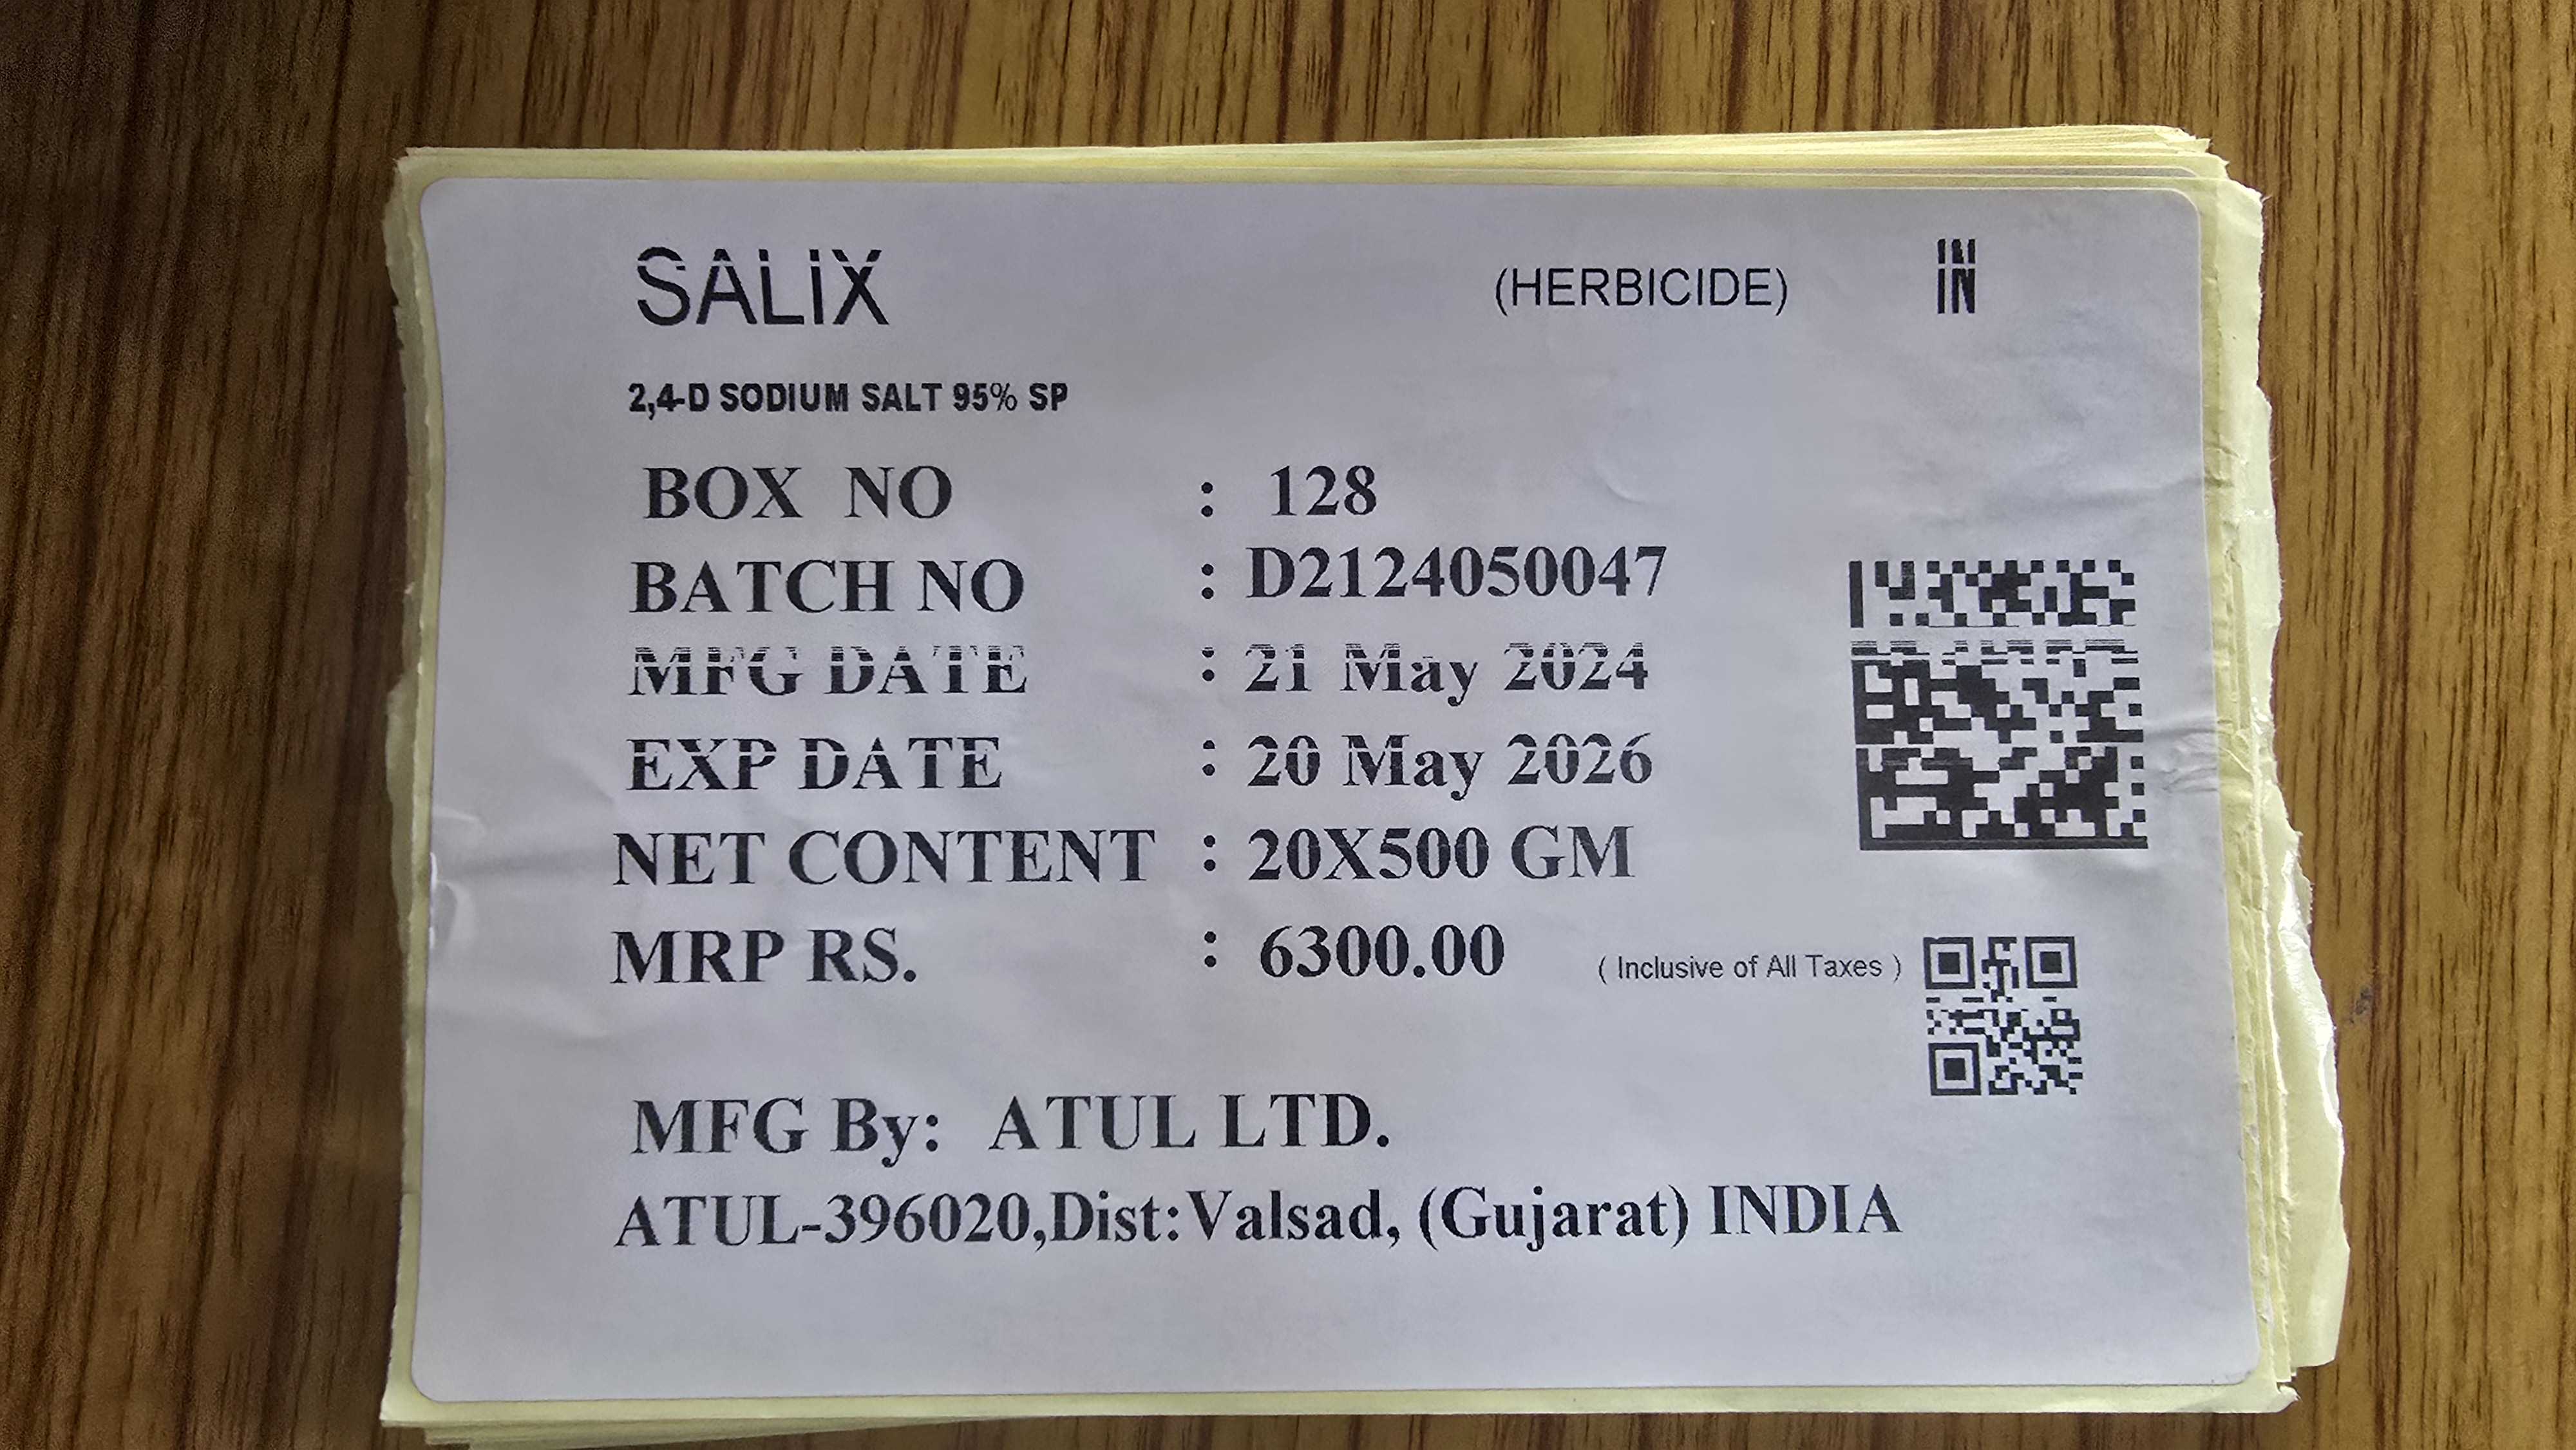 SALIX (HERBICIDE) IN
2,4-D SODIUM SALT 95% SP
BOX NO : 128
BATCH NO : D2124050047
MFG DATE : 21 May 2024
EXP DATE : 20 May 2026
NET CONTENT : 20X500 GM
MRP RS. : 6300.00 ( Inclusive of All Taxes )
MFG By: ATUL LTD.
ATUL-396020,Dist:Valsad, (Gujarat) INDIA